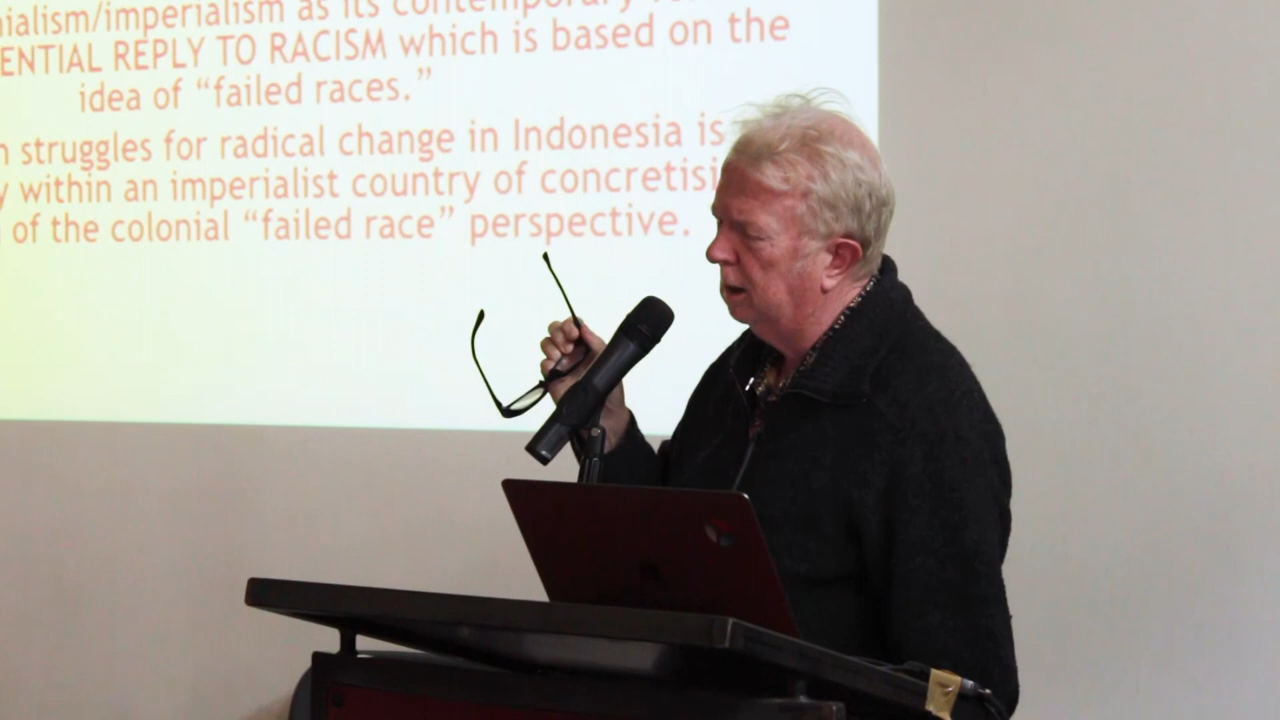 nialism/imperialism as its contemporary
ENTIAL REPLY TO RACISM which is based on the
idea of “failed races.”
struggles for radical change in Indonesia is
within an imperialist country of concretisi
of the colonial “failed race” perspective.